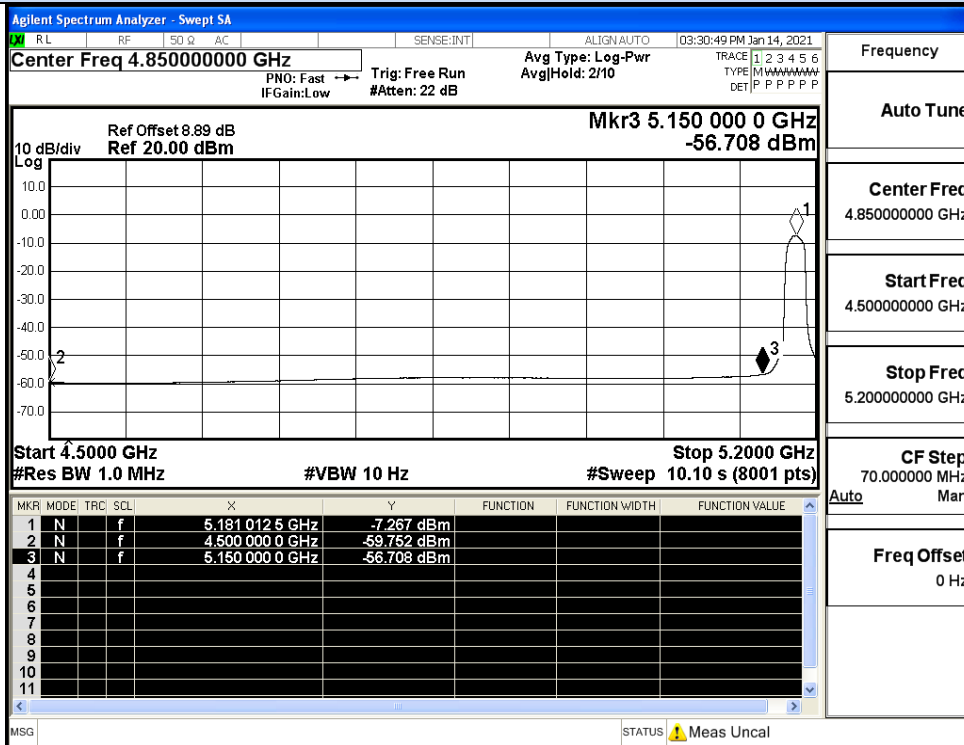 Agilent Spectrum Analyzer - Swept SA
LXI RL RF 50 Ω AC SENSE:INT ALIGN AUTO 03:30:49 PM Jan 14, 2021
Center Freq 4.850000000 GHz
PNO: Fast
IFGain:Low
Trig: Free Run
#Atten: 22 dB
Avg Type: Log-Pwr
Avg|Hold: 2/10
TRACE 1 2 3 4 5 6
TYPE M WWWWW
DET P P P P P P
Ref Offset 8.89 dB
Ref 20.00 dBm
10 dB/div
Log
Mkr3 5.150 000 0 GHz
-56.708 dBm
10.0
0.00
-10.0
-20.0
-30.0
-40.0
-50.0
-60.0
-70.0
1
2
3
Start 4.5000 GHz Stop 5.2000 GHz
#Res BW 1.0 MHz #VBW 10 Hz #Sweep 10.10 s (8001 pts)
MKR MODE TRC SCL X Y FUNCTION FUNCTION WIDTH FUNCTION VALUE
1 N f 5.181 012 5 GHz -7.267 dBm
2 N f 4.500 000 0 GHz -59.752 dBm
3 N f 5.150 000 0 GHz -56.708 dBm
4
5
6
7
8
9
10
11
MSG STATUS Meas Uncal
Frequency
Auto Tune
Center Freq
4.850000000 GHz
Start Freq
4.500000000 GHz
Stop Freq
5.200000000 GHz
CF Step
70.000000 MHz
Auto Man
Freq Offset
0 Hz